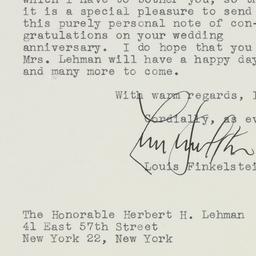 which I have to bother you, so th
it is a special pleasure to send
this purely personal note of con-
gratulations on your wedding
anniversary. I do hope that you
Mrs. Lehman will have a happy day
and many more to come.
With warm regards, I
Cordially, as ev
Louis Finkelstei
The Honorable Herbert H. Lehman
41 East 57th Street
New York 22, New York